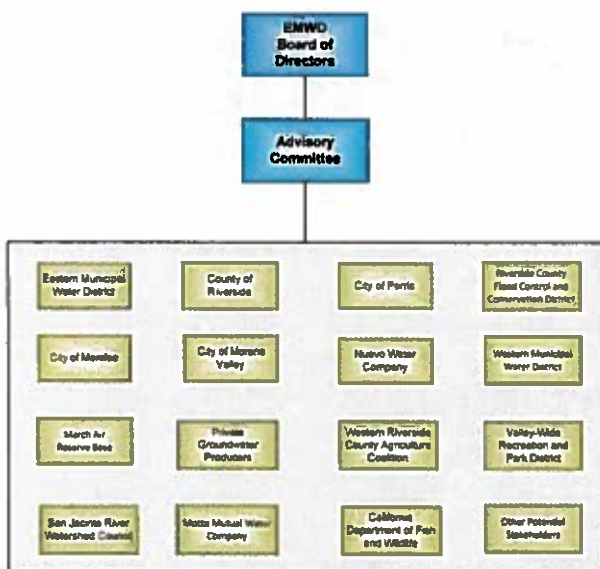 EMWD
Board of
Directors
Advisory
Committee
Eastern Municipal
Water District
County of
Riverside
City of Perris
Riverside County
Flood Control and
Conservation District
City of Menifee
City of Moreno
Valley
Nuevo Water
Company
Western Municipal
Water District
March Air
Reserve Base
Private
Groundwater
Producers
Western Riverside
County Agriculture
Coalition
Valley-Wide
Recreation and
Park District
San Jacinto River
Watershed Council
Mutual Water
Company
California
Department of Fish
and Wildlife
Other Potential
Stakeholders